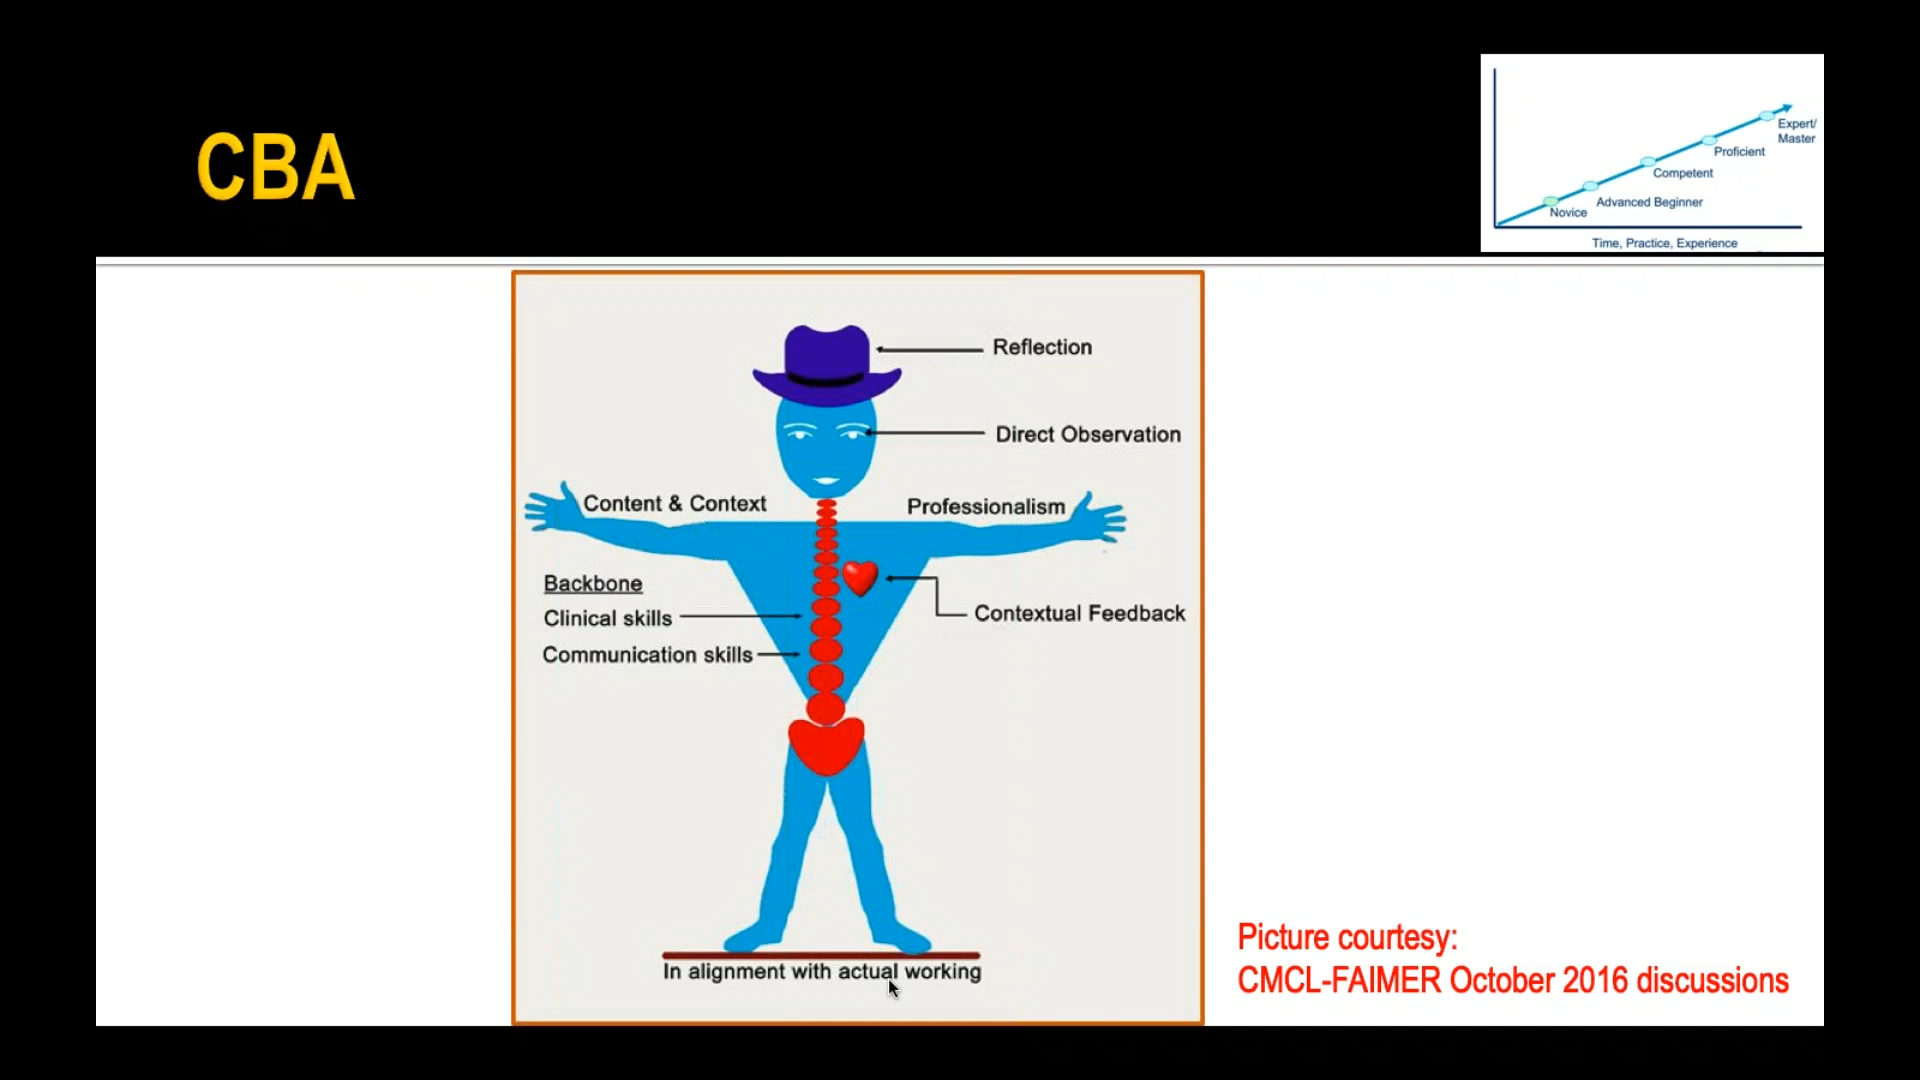 CBA
Expert/
Master
Proficient
Competent
Advanced Beginner
Novice
Time, Practice, Experience
Reflection
Direct Observation
Content & Context
Professionalism
Backbone
Clinical skills
Communication skills
Contextual Feedback
In alignment with actual working
Picture courtesy:
CMCL-FAIMER October 2016 discussions